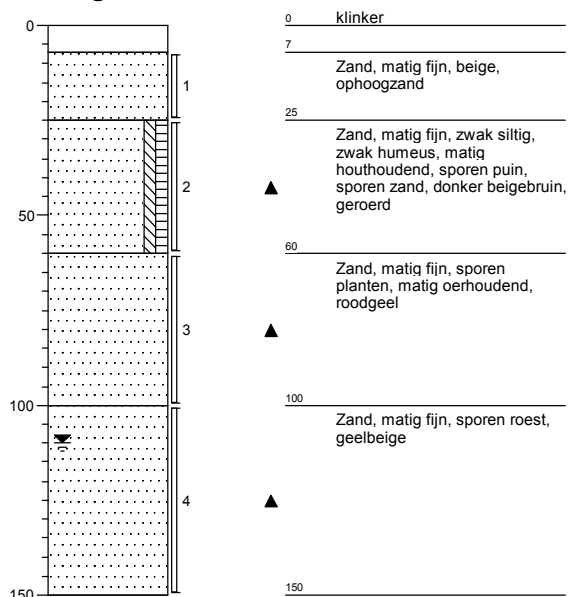 0
klinker
0
7
Zand, matig fijn, beige,
ophoogzand
1
25
Zand, matig fijn, zwak siltig,
zwak humeus, matig
houthoudend, sporen puin,
sporen zand, donker beigebruin,
geroerd
2
50
60
Zand, matig fijn, sporen
planten, matig oerhoudend,
roodgeel
3
100
100
Zand, matig fijn, sporen roest,
geelbeige
4
150
150